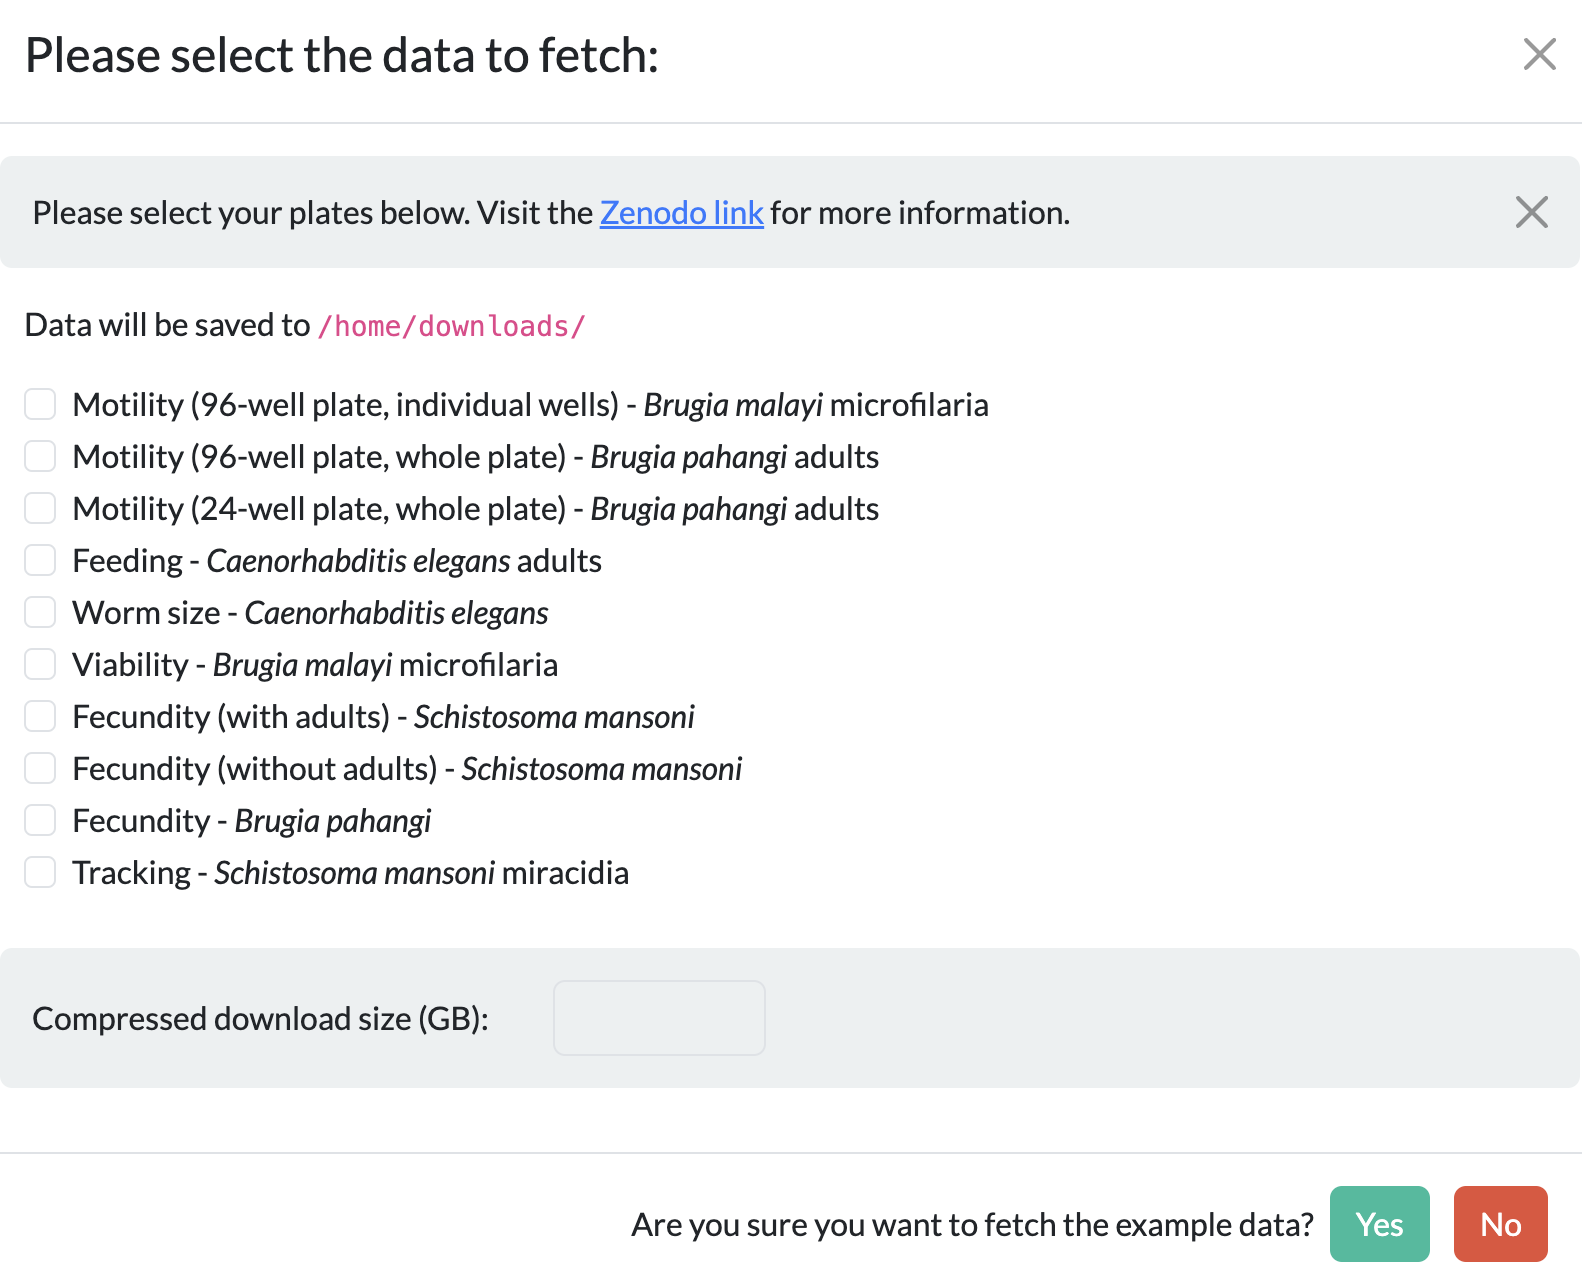 Please select the data to fetch:
Please select your plates below. Visit the Zenodo link for more information.
Data will be saved to /home/downloads/
Motility (96-well plate, individual wells) - Brugia malayi microfilaria
Motility (96-well plate, whole plate) - Brugia pahangi adults
Motility (24-well plate, whole plate) - Brugia pahangi adults
Feeding - Caenorhabditis elegans adults
Worm size - Caenorhabditis elegans
Viability - Brugia malayi microfilaria
Fecundity (with adults) - Schistosoma mansoni
Fecundity (without adults) - Schistosoma mansoni
Fecundity - Brugia pahangi
Tracking - Schistosoma mansoni miracidia
Compressed download size (GB):
Are you sure you want to fetch the example data? Yes No